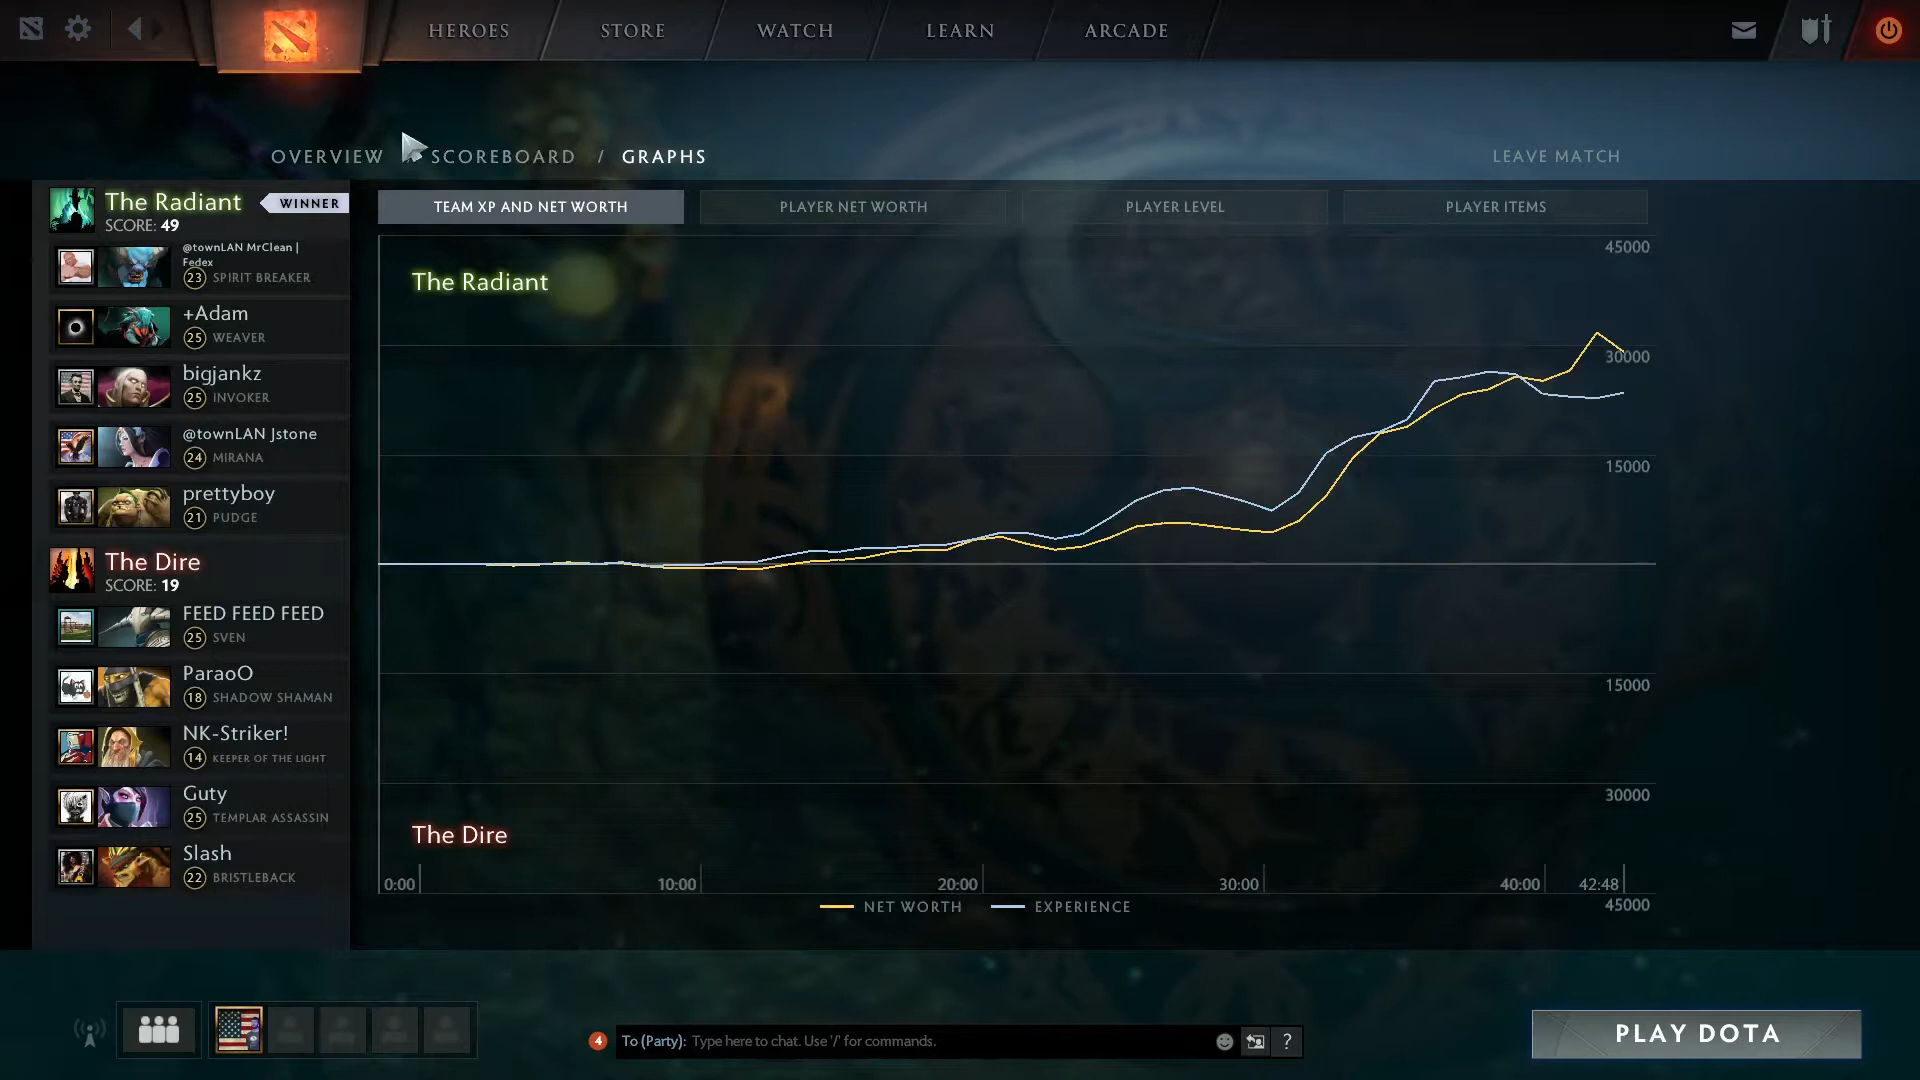 HEROES
STORE
WATCH
LEARN
ARCADE
OVERVIEW
SCOREBOARD / GRAPHS
LEAVE MATCH
The Radiant
WINNER
SCORE: 49
@townLAN MrClean |
Fedex
23 SPIRIT BREAKER
+Adam
25 WEAVER
bigjankz
25 INVOKER
@townLAN Jstone
24 MIRANA
prettyboy
21 PUDGE
The Dire
SCORE: 19
FEED FEED FEED
25 SVEN
ParaoO
18 SHADOW SHAMAN
NK-Striker!
14 KEEPER OF THE LIGHT
Guty
25 TEMPLAR ASSASSIN
Slash
22 BRISTLEBACK
TEAM XP AND NET WORTH
PLAYER NET WORTH
PLAYER LEVEL
PLAYER ITEMS
45000
The Radiant
30000
15000
15000
30000
The Dire
0:00
10:00
20:00
30:00
40:00
42:48
45000
NET WORTH
EXPERIENCE
4
To (Party): Type here to chat. Use '/' for commands.
?
PLAY DOTA